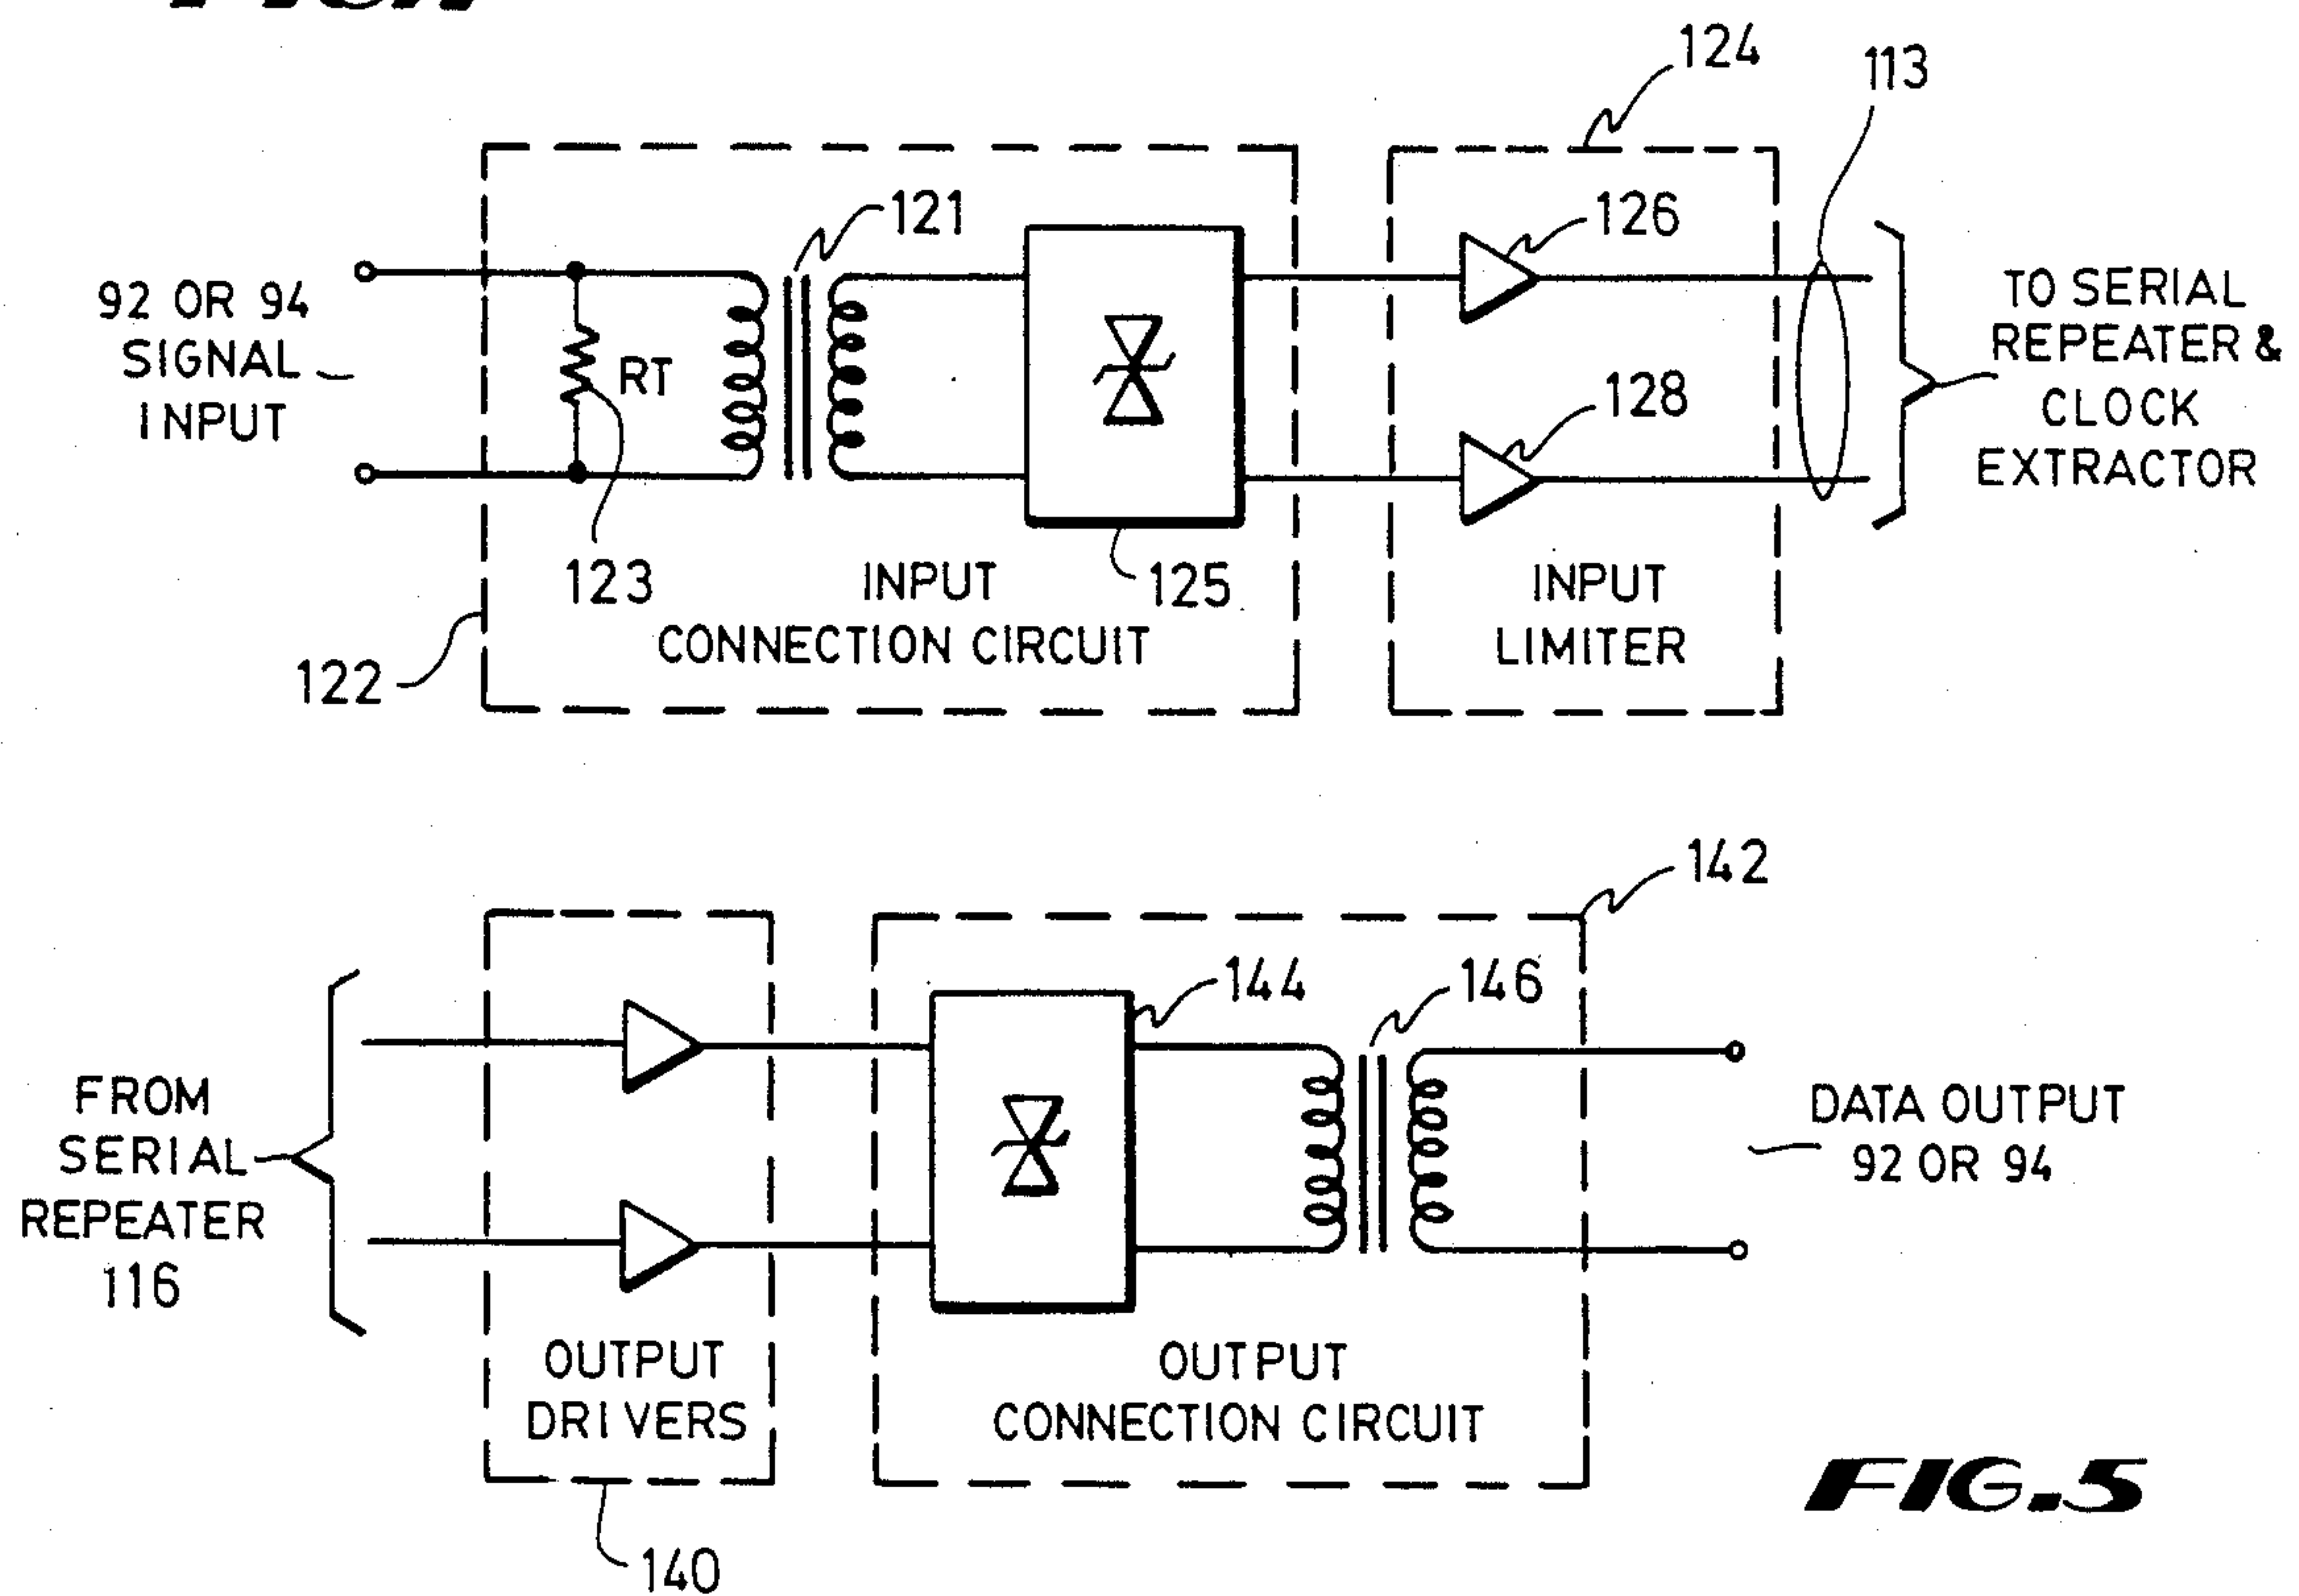 124
113
121
126
92 OR 94
SIGNAL
INPUT
RT
128
TO SERIAL
REPEATER &
CLOCK
EXTRACTOR
123
125
INPUT
CONNECTION CIRCUIT
INPUT
LIMITER
122
142
144
146
FROM
SERIAL
REPEATER
116
DATA OUTPUT
92 OR 94
OUTPUT
DRIVERS
OUTPUT
CONNECTION CIRCUIT
140
FIG.5